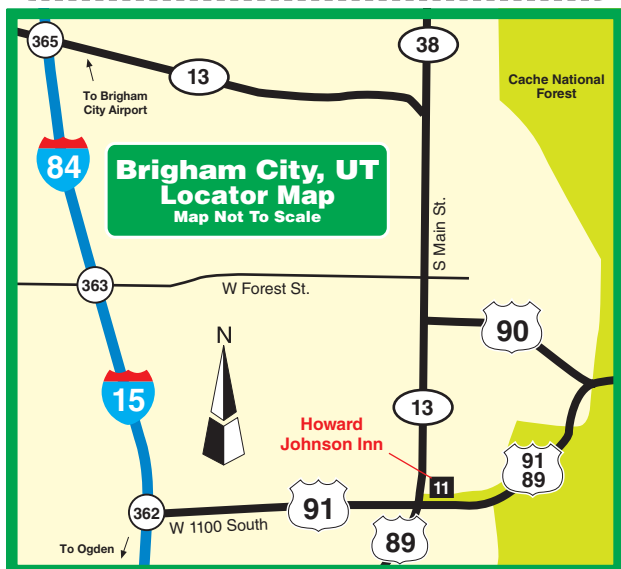 365
38
Cache National
Forest
13
To Brigham
City Airport
84
Brigham City, UT
Locator Map
Map Not To Scale
S Main St.
363
W Forest St.
90
N
15
13
Howard
Johnson Inn
11
91
89
362
W 1100 South
91
89
To Ogden